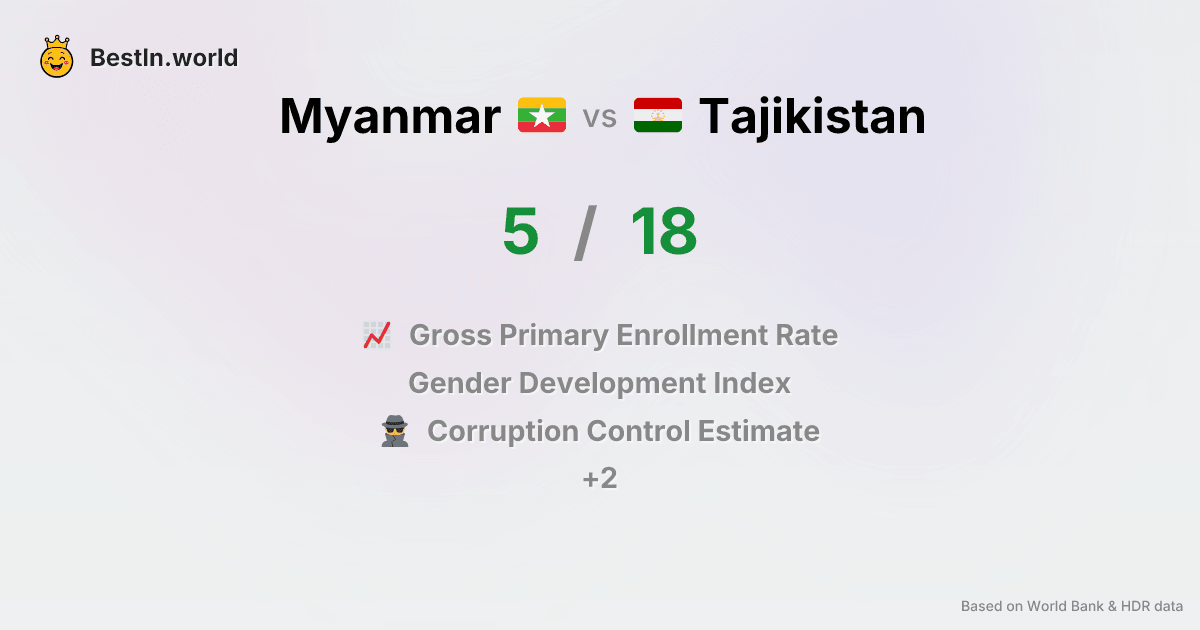 BestIn.world
Myanmar vs Tajikistan
5 / 18
Gross Primary Enrollment Rate
Gender Development Index
Corruption Control Estimate
+2
Based on World Bank & HDR data